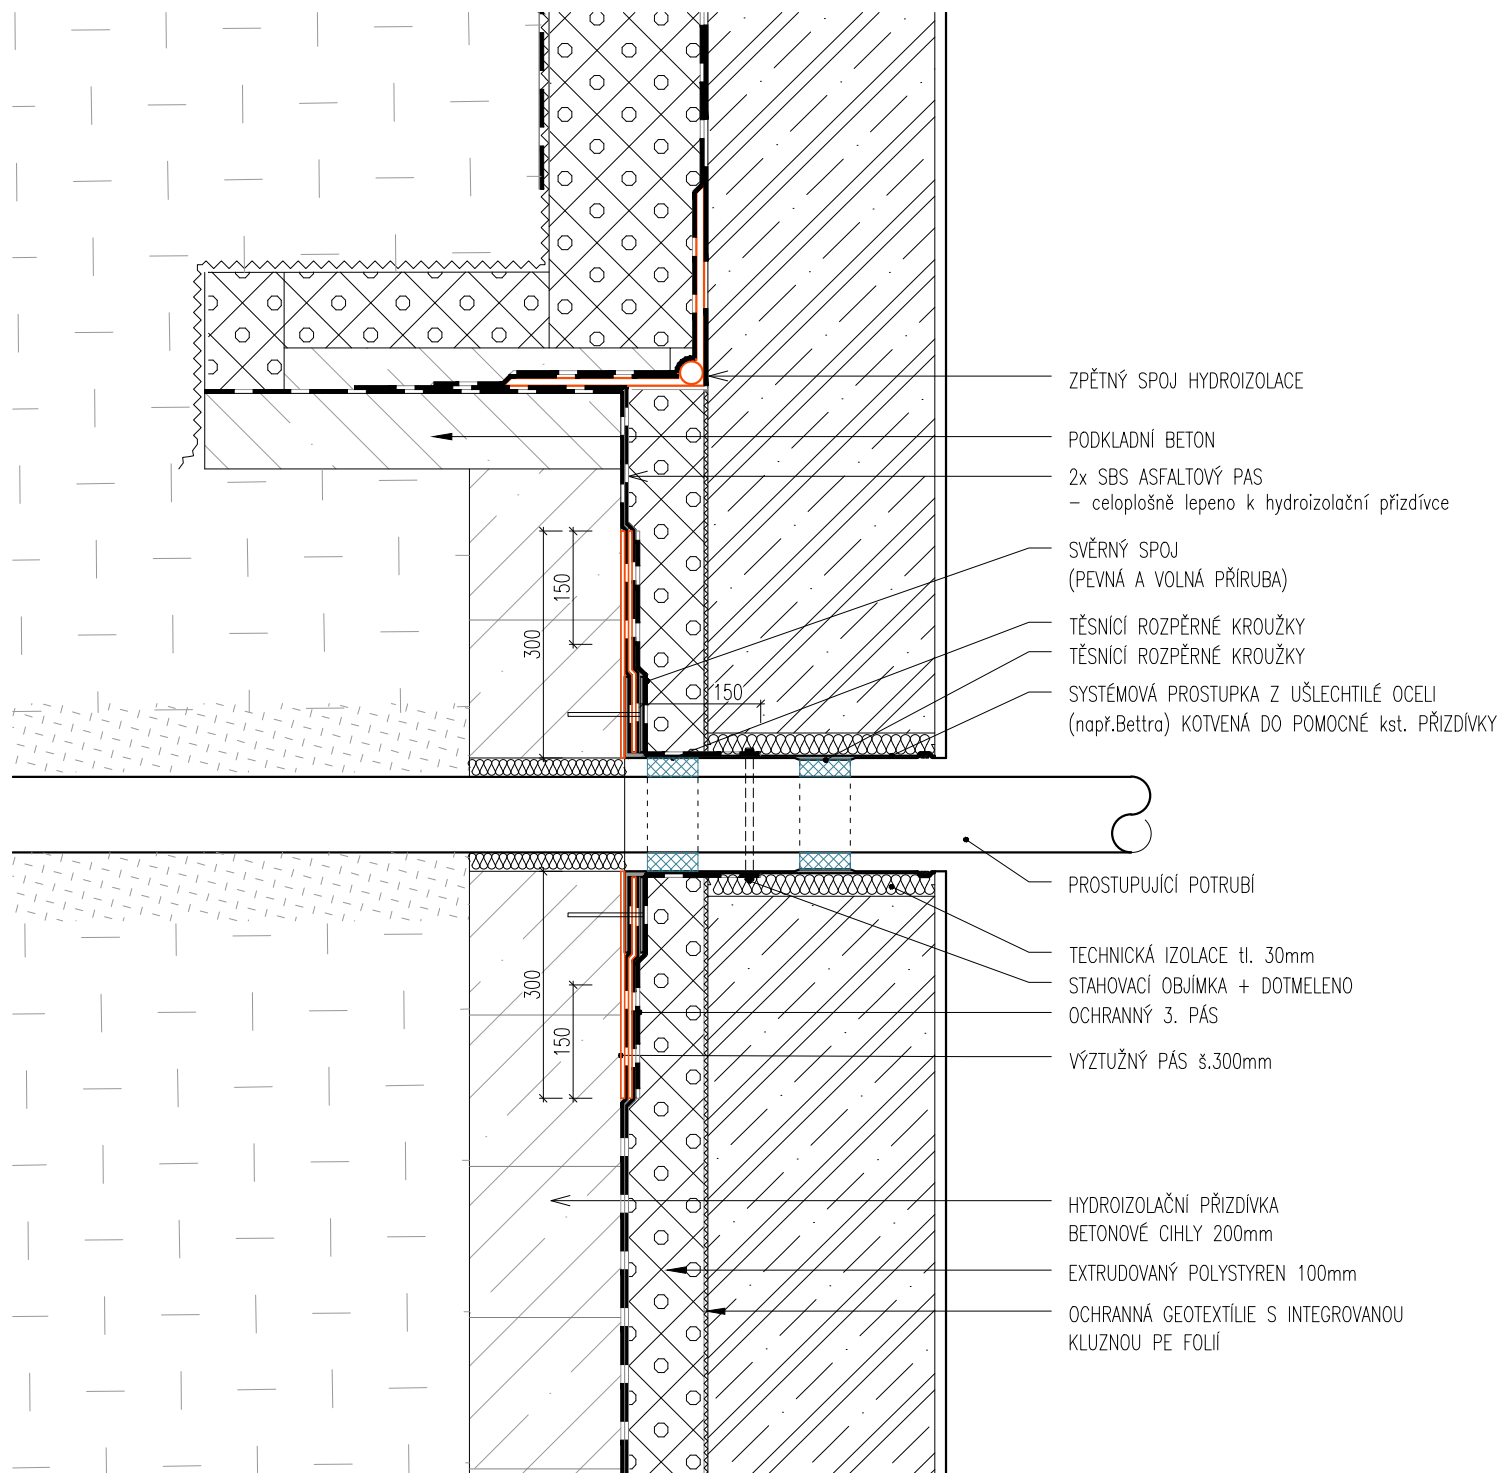 ZPĚTNÝ SPOJ HYDROIZOLACE
PODKLADNÍ BETON
2x SBS ASFALTOVÝ PAS
– celoplošně lepeno k hydroizolační přizdívce
SVĚRNÝ SPOJ
(PEVNÁ A VOLNÁ PŘÍRUBA)
150
300
TĚSNÍCÍ ROZPĚRNÉ KROUŽKY
TĚSNÍCÍ ROZPĚRNÉ KROUŽKY
150
SYSTÉMOVÁ PROSTUPKA Z UŠLECHTILÉ OCELI
(např.Bettra) KOTVENÁ DO POMOCNÉ kst. PŘIZDÍVKY
PROSTUPUJÍCÍ POTRUBÍ
TECHNICKÁ IZOLACE tl. 30mm
STAHOVACÍ OBJÍMKA + DOTMELENO
300
OCHRANNÝ 3. PÁS
150
VÝZTUŽNÝ PÁS š.300mm
HYDROIZOLAČNÍ PŘIZDÍVKA
BETONOVÉ CIHLY 200mm
EXTRUDOVANÝ POLYSTYREN 100mm
OCHRANNÁ GEOTEXTÍLIE S INTEGROVANOU
KLUZNOU PE FOLIÍ